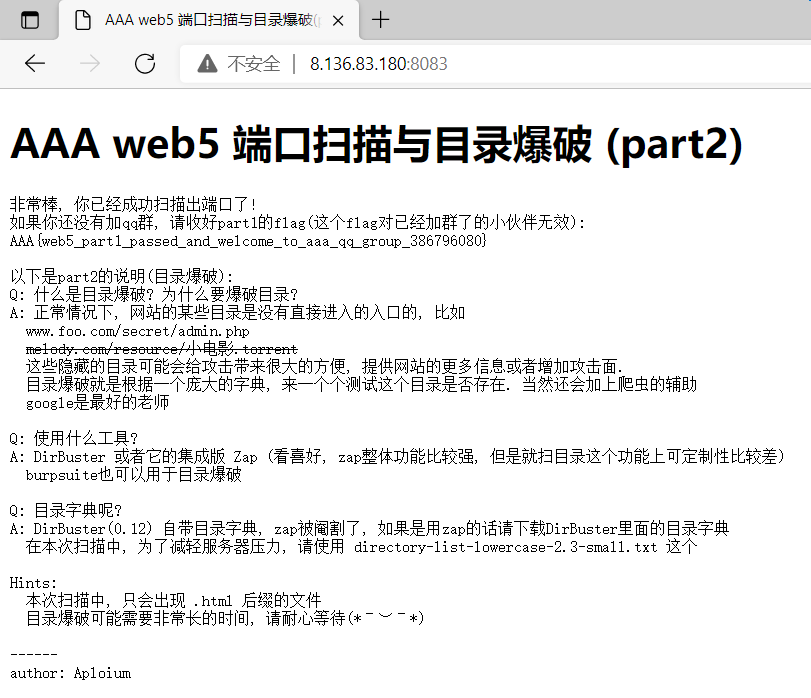 AAA web5 端口扫描与目录爆破(p
不安全 | 8.136.83.180:8083
AAA web5 端口扫描与目录爆破 (part2)
非常棒, 你已经成功扫描出端口了!
如果你还没有加qq群, 请收好part1的flag(这个flag对已经加群了的小伙伴无效):
AAA{web5_part1_passed_and_welcome_to_aaa_qq_group_386796080}
以下是part2的说明(目录爆破):
Q: 什么是目录爆破? 为什么要爆破目录?
A: 正常情况下, 网站的某些目录是没有直接进入的入口的, 比如
www.foo.com/secret/admin.php
melody.com/resource/小电影.torrent
这些隐藏的目录可能会给攻击带来很大的方便, 提供网站的更多信息或者增加攻击面.
目录爆破就是根据一个庞大的字典, 来一个个测试这个目录是否存在. 当然还会加上爬虫的辅助
google是最好的老师
Q: 使用什么工具?
A: DirBuster 或者它的集成版 Zap (看喜好, zap整体功能比较强, 但是就扫目录这个功能上可定制性比较差)
burpsuite也可以用于目录爆破
Q: 目录字典呢?
A: DirBuster(0.12) 自带目录字典, zap被阉割了, 如果是用zap的话请下载DirBuster里面的目录字典
在本次扫描中, 为了减轻服务器压力, 请使用 directory-list-lowercase-2.3-small.txt 这个
Hints:
本次扫描中, 只会出现 .html 后缀的文件
目录爆破可能需要非常长的时间, 请耐心等待(*￣︶￣*)
------
author: Aploium